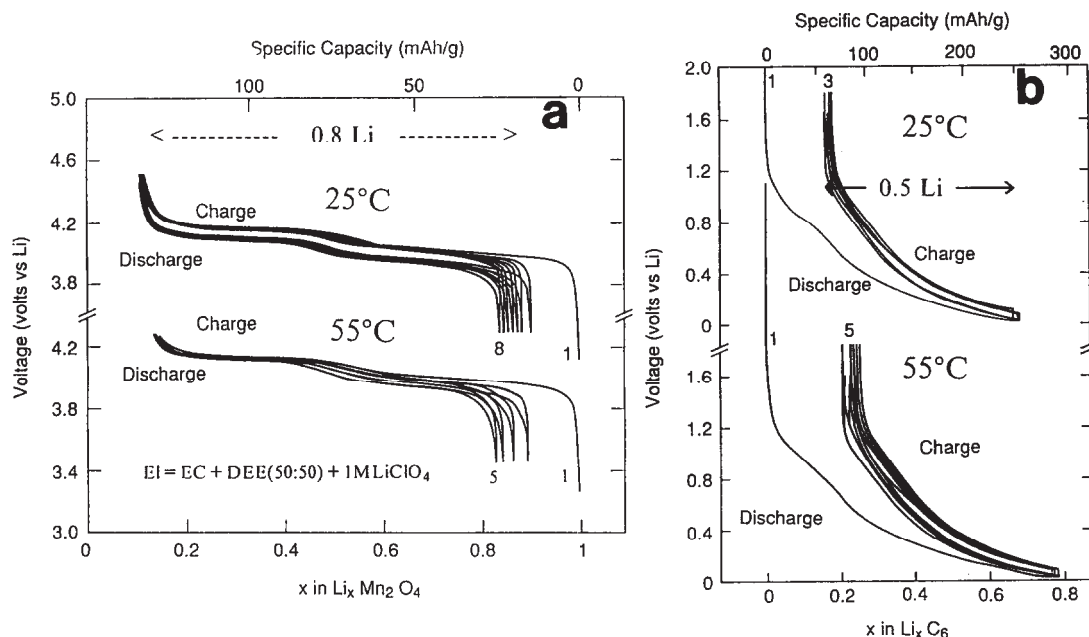 Specific Capacity (mAh/g)
100 50 0
a
5.0
4.6
4.2
3.8
4.2
3.8
3.4
3.0
Voltage (volts vs Li)
< ----------- 0.8 Li ----------- >
25°C
Charge
Discharge
8 1
55°C
Charge
Discharge
El = EC + DEE(50:50) + 1M LiClO4
5 1
0 0.2 0.4 0.6 0.8 1
x in Lix Mn2 O4
Specific Capacity (mAh/g)
0 100 200 300
b
2.0
1.6
1.2
0.8
0.4
0
1.6
1.2
0.8
0.4
0
Voltage (volts vs Li)
1 3
25°C
0.5 Li
Charge
Discharge
1 5
55°C
Charge
Discharge
0 0.2 0.4 0.6 0.8
x in Lix C6